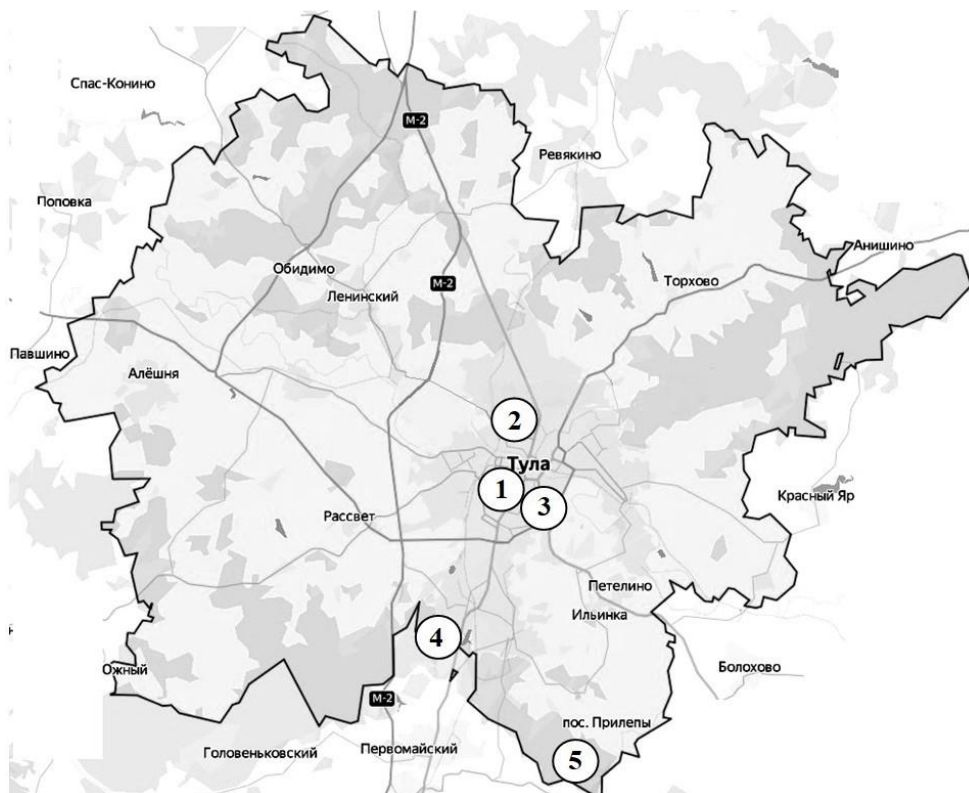 Спас-Конино
М-2
Ревякино
Поповка
Анишино
Обидимо
Торхово
М-2
Ленинский
Павшино
Алёшня
2
Тула
1
Красный Яр
3
Рассвет
Петелино
Ильинка
4
Болохово
Ожный
М-2
пос. Прилепы
Головеньковский
Первомайский
5